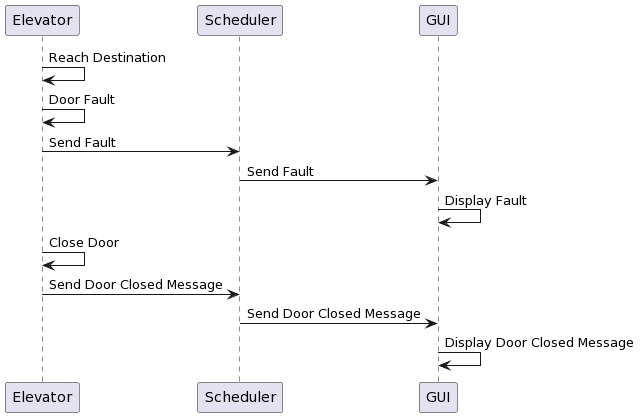 Elevator
Scheduler
GUI
Reach Destination
Door Fault
Send Fault
Send Fault
Display Fault
Close Door
Send Door Closed Message
Send Door Closed Message
Display Door Closed Message
Elevator
Scheduler
GUI